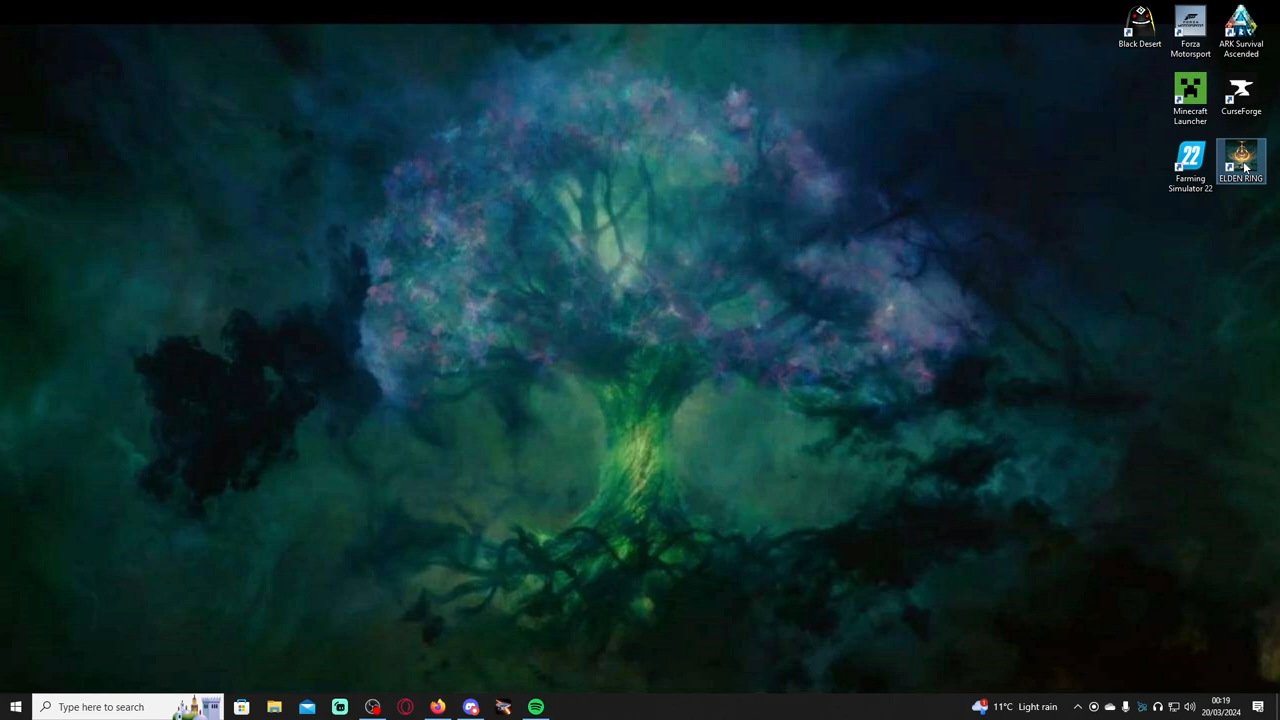 Black Desert
Forza
Motorsport
ARK Survival
Ascended
Minecraft
Launcher
CurseForge
22
Farming
Simulator 22
ELDEN RING
Type here to search
11°C Light rain
00:19
20/03/2024